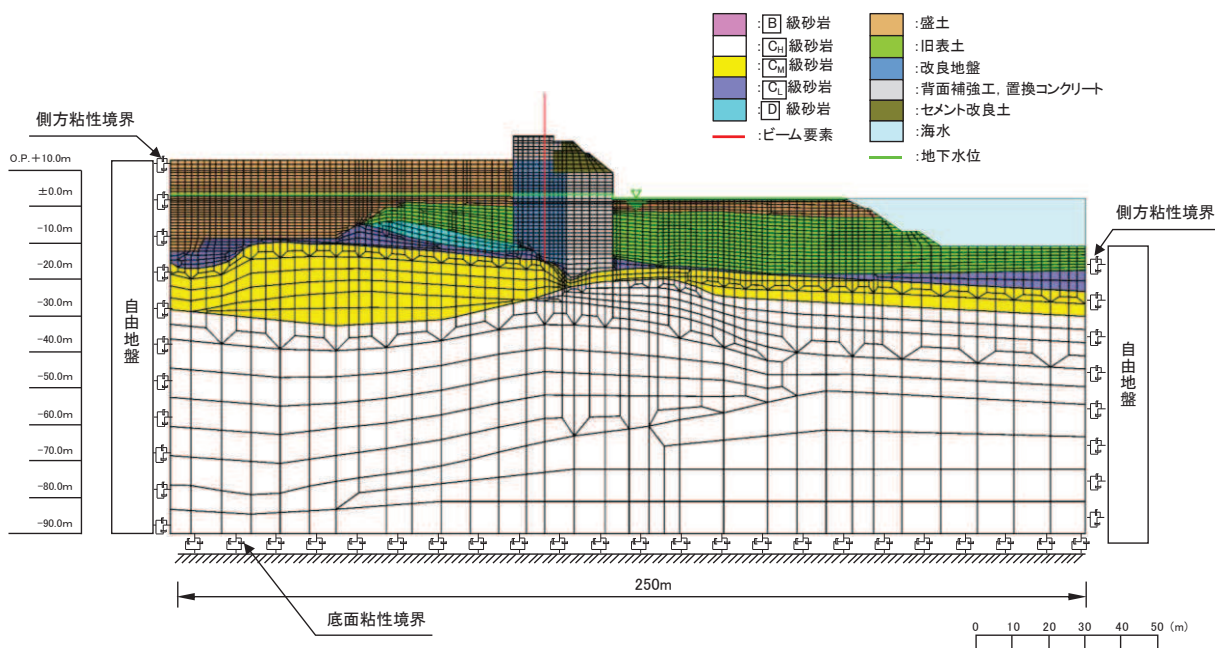 B 級砂岩
CH 級砂岩
CM 級砂岩
CL 級砂岩
D 級砂岩
:ビーム要素
:盛土
:旧表土
:改良地盤
:背面補強工，置換コンクリート
:セメント改良土
:海水
:地下水位
側方粘性境界
O.P.+10.0m
±0.0m
-10.0m
-20.0m
-30.0m
-40.0m
-50.0m
-60.0m
-70.0m
-80.0m
-90.0m
自由地盤
側方粘性境界
自由地盤
250m
底面粘性境界
0 10 20 30 40 50 (m)